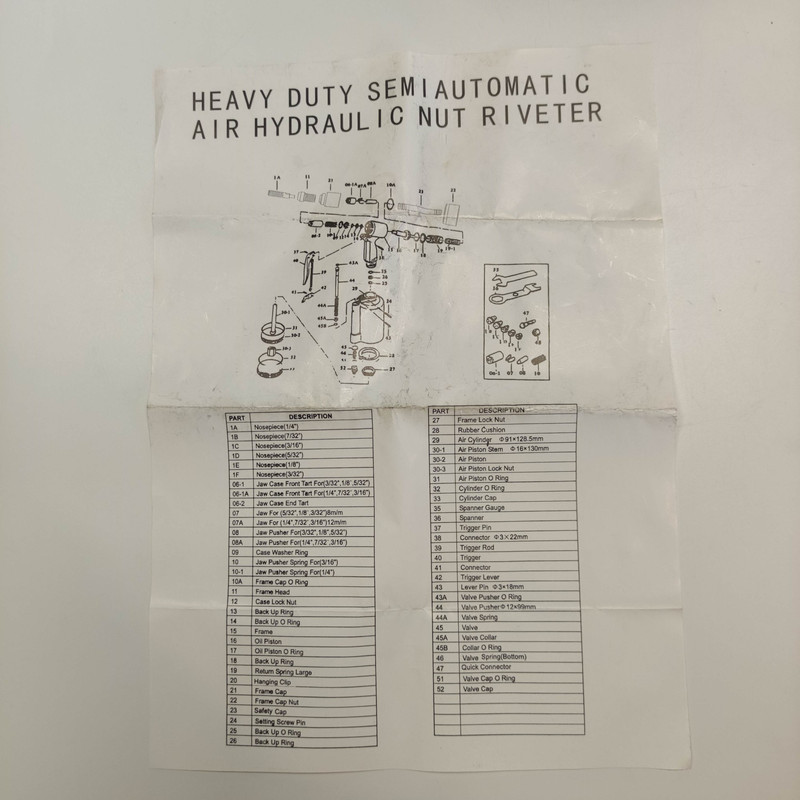 HEAVY DUTY SEMIAUTOMATIC
AIR HYDRAULIC NUT RIVETER
PART DESCRIPTION
1A Nosepiece(1/4")
1B Nosepiece(7/32")
1C Nosepiece(3/16")
1D Nosepiece(5/32")
1E Nosepiece(1/8")
1F Nosepiece(3/32")
06-1 Jaw Case Front Tart For(3/32",1/8",5/32")
06-1A Jaw Case Front Tart For(1/4",7/32",3/16")
06-2 Jaw Case End Tart
07 Jaw For (5/32",1/8",3/32")8m/m
07A Jaw For (1/4",7/32",3/16")12m/m
08 Jaw Pusher For(3/32",1/8",5/32")
08A Jaw Pusher For(1/4",7/32",3/16")
09 Case Washer Ring
10 Jaw Pusher Spring For(3/16")
10-1 Jaw Pusher Spring For(1/4")
10A Frame Cap O Ring
11 Frame Head
12 Case Lock Nut
13 Back Up Ring
14 Back Up O Ring
15 Frame
16 Oil Piston
17 Oil Piston O Ring
18 Back Up Ring
19 Return Spring Large
20 Hanging Clip
21 Frame Cap
22 Frame Cap Nut
23 Safety Cap
24 Setting Screw Pin
25 Back Up O Ring
26 Back Up Ring
PART DESCRIPTION
27 Frame Lock Nut
28 Rubber Cushion
29 Air Cylinder Φ91×128.5mm
30-1 Air Piston Stem Φ16×130mm
30-2 Air Piston
30-3 Air Piston Lock Nut
31 Air Piston O Ring
32 Cylinder O Ring
33 Cylinder Cap
35 Spanner Gauge
36 Spanner
37 Trigger Pin
38 Connector Φ3×22mm
39 Trigger Rod
40 Trigger
41 Connector
42 Trigger Lever
43 Lever Pin Φ3×18mm
43A Valve Pusher O Ring
44 Valve PusherΦ12×99mm
44A Valve Spring
45 Valve
45A Valve Collar
45B Collar O Ring
46 Valve Spring(Bottom)
47 Quick Connector
51 Valve Cap O Ring
52 Valve Cap